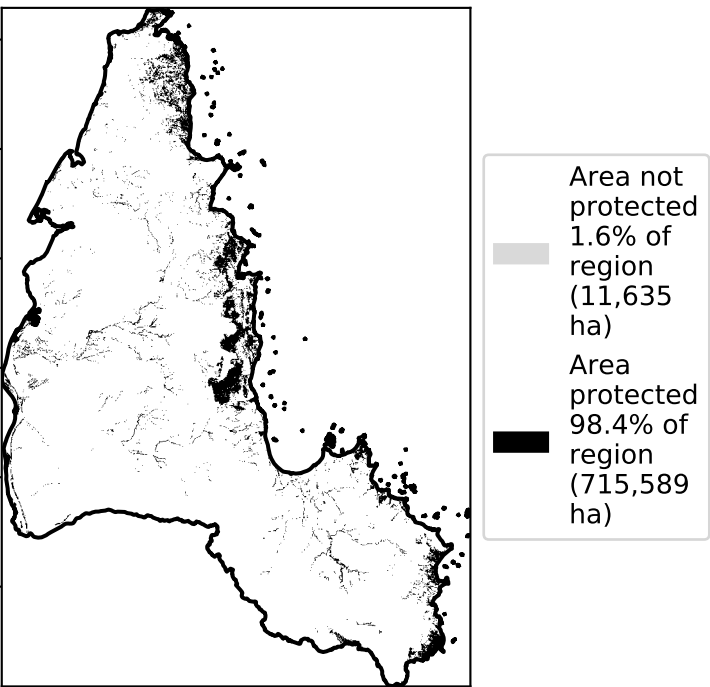 Area not
protected
1.6% of
region
(11,635
ha)
Area
protected
98.4% of
region
(715,589
ha)